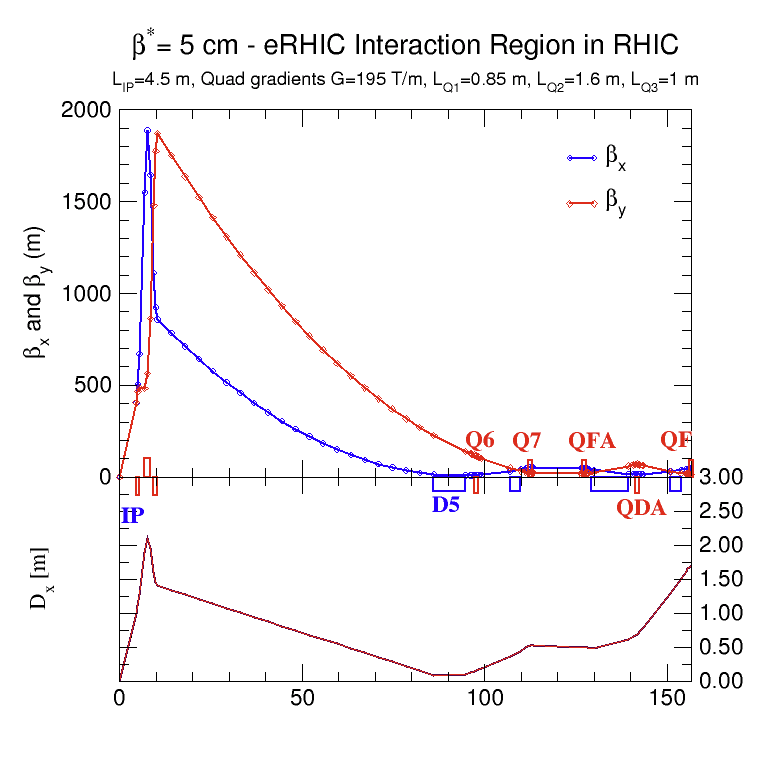 β*= 5 cm - eRHIC Interaction Region in RHIC
L_IP=4.5 m, Quad gradients G=195 T/m, L_Q1=0.85 m, L_Q2=1.6 m, L_Q3=1 m
2000
1500
1000
500
0
β_x and β_y (m)
β_x
β_y
Q6 Q7 QFA QF
IP D5 QDA
3.00
2.50
2.00
1.50
1.00
0.50
0.00
D_x [m]
0 50 100 150